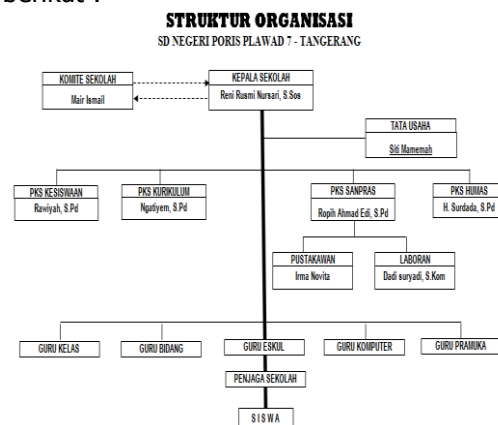 berikut :
STRUKTUR ORGANISASI
SD NEGERI PORIS PLAWAD 7 - TANGERANG
KOMITE SEKOLAH
Mair Ismail
KEPALA SEKOLAH
Reni Rusmi Nursari, S.Sos
TATA USAHA
Siti Mamemah
PKS KESISWAAN
Rawiyah, S.Pd
PKS KURIKULUM
Ngatiyem, S.Pd
PKS SANPRAS
Ropih Ahmad Edi, S.Pd
PKS HUMAS
H. Surdada, S.Pd
PUSTAKAWAN
Irma Novita
LABORAN
Dadi suryadi, S.Kom
GURU KELAS
GURU BIDANG
GURU ESKUL
GURU KOMPUTER
GURU PRAMUKA
PENJAGA SEKOLAH
S I S W A